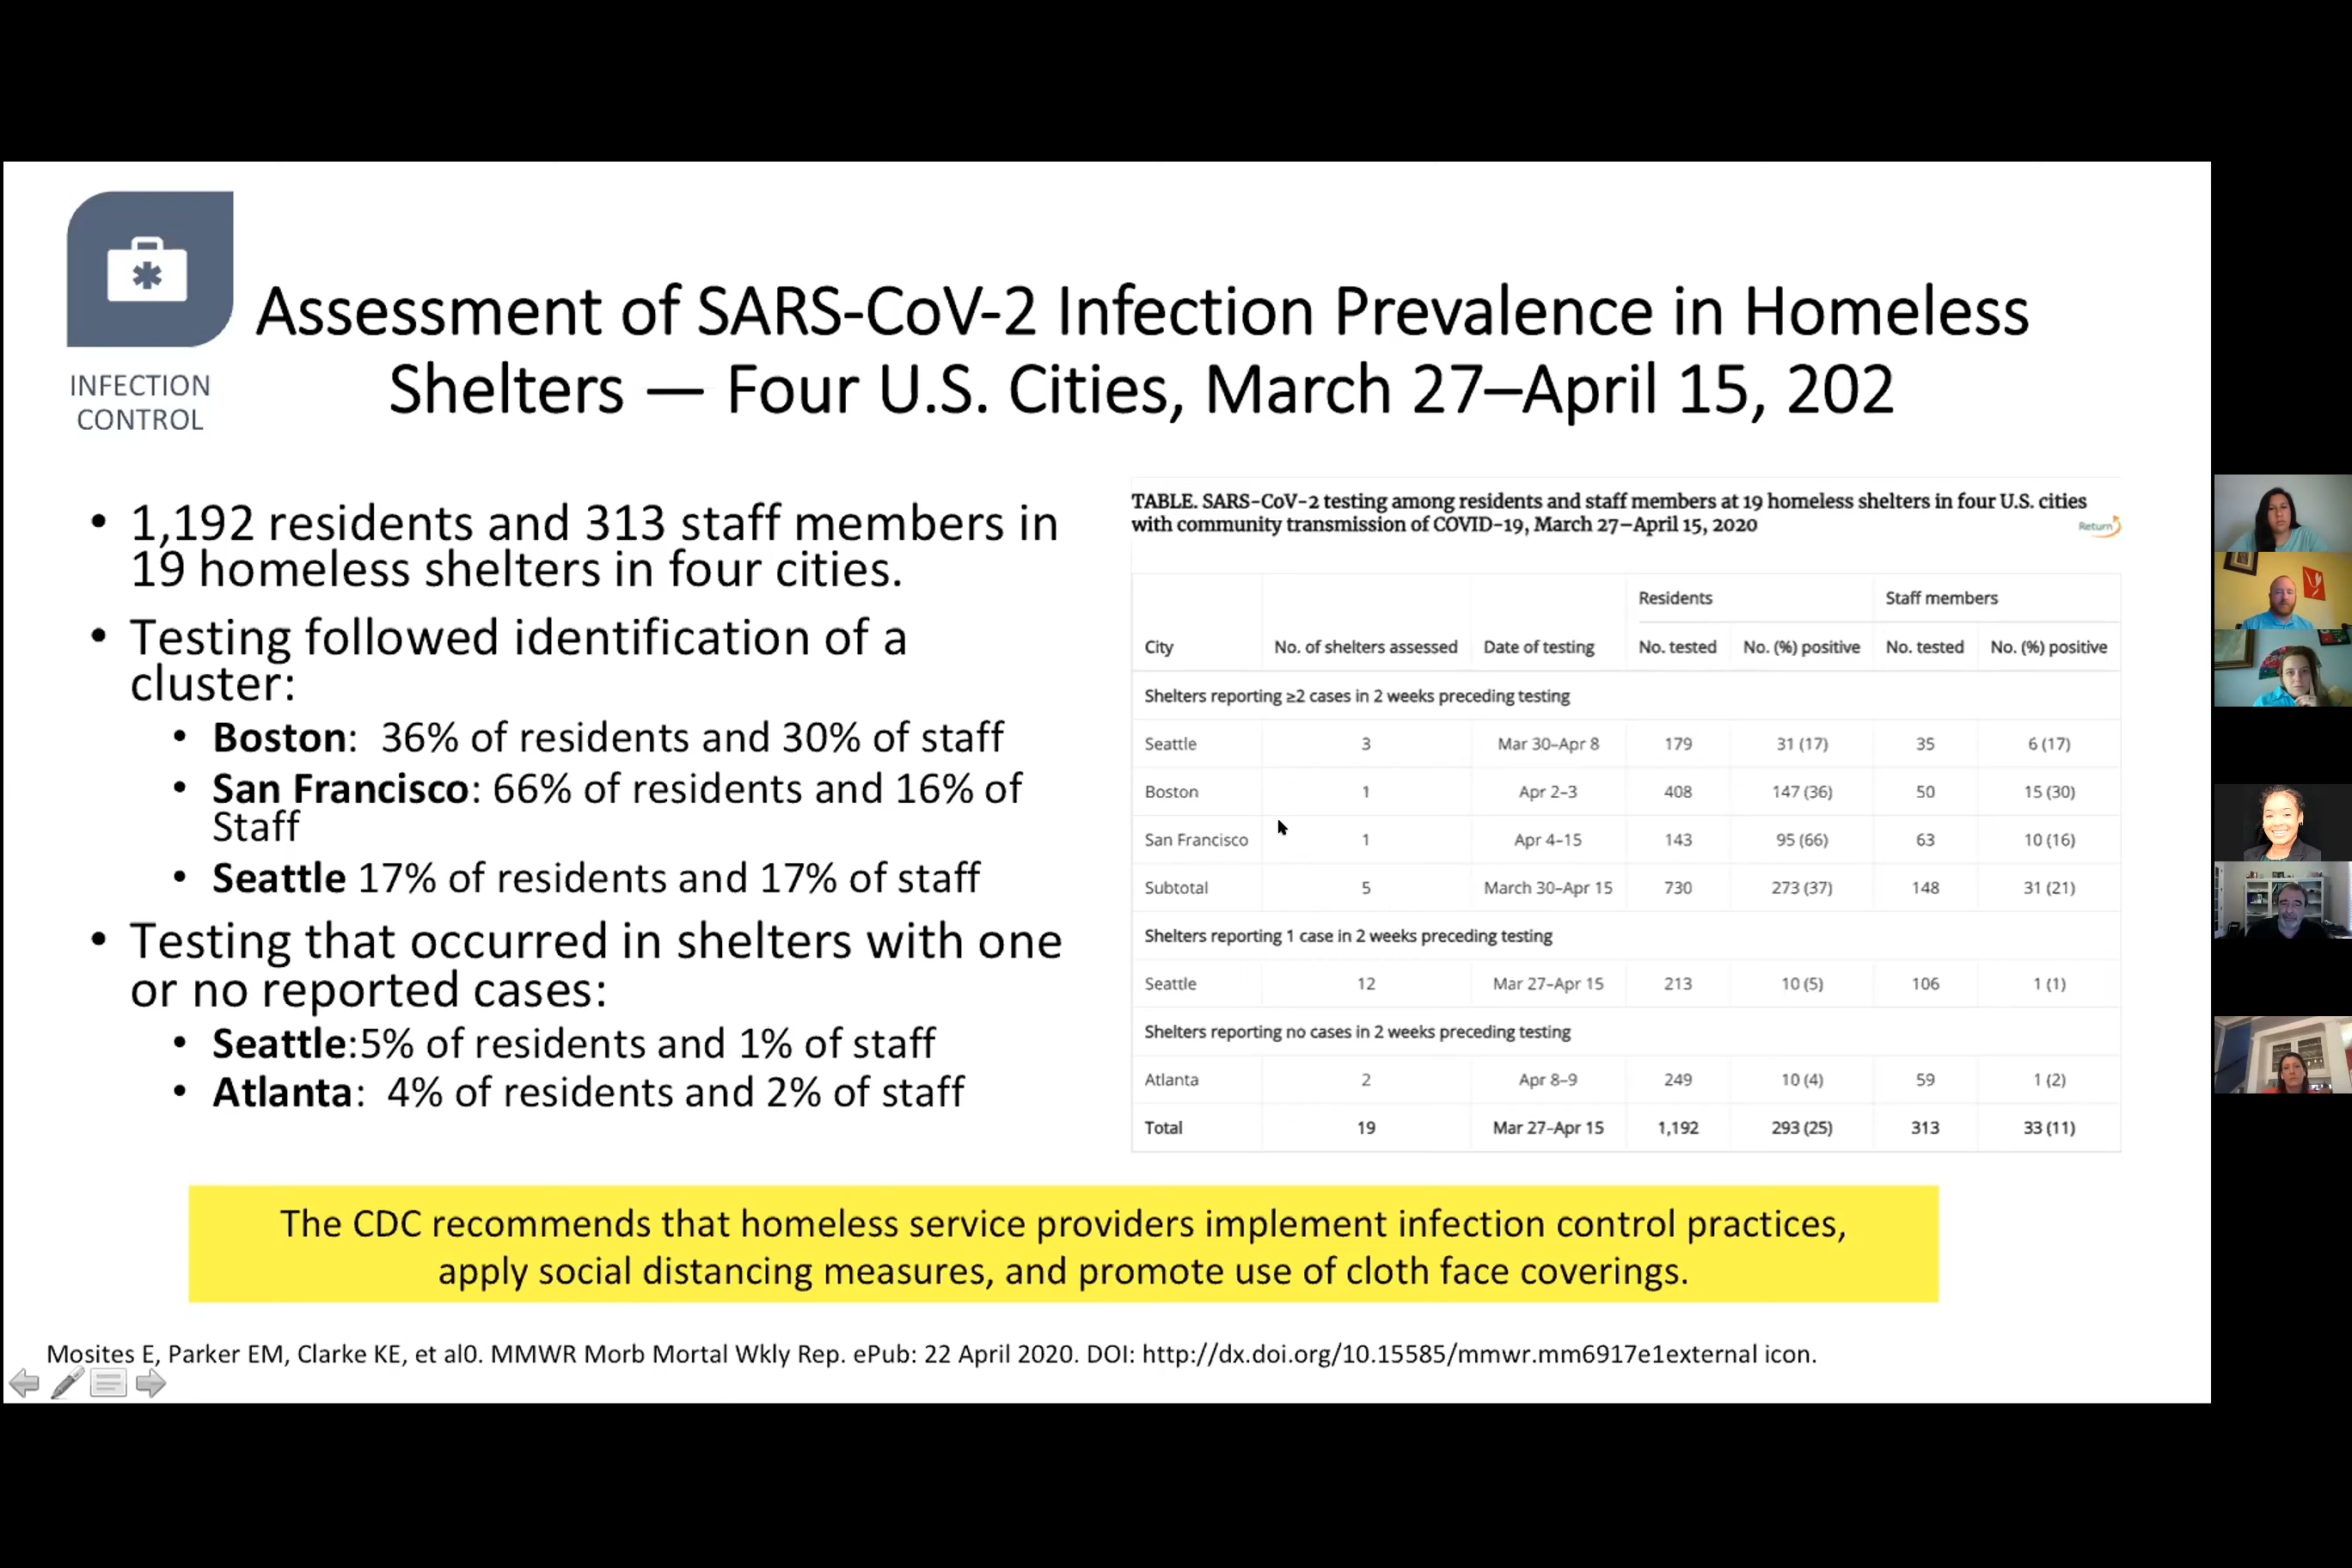 INFECTION
CONTROL
Assessment of SARS-CoV-2 Infection Prevalence in Homeless
Shelters — Four U.S. Cities, March 27–April 15, 202
• 1,192 residents and 313 staff members in
19 homeless shelters in four cities.
• Testing followed identification of a
cluster:
• Boston: 36% of residents and 30% of staff
• San Francisco: 66% of residents and 16% of
Staff
• Seattle 17% of residents and 17% of staff
• Testing that occurred in shelters with one
or no reported cases:
• Seattle:5% of residents and 1% of staff
• Atlanta: 4% of residents and 2% of staff
TABLE. SARS-CoV-2 testing among residents and staff members at 19 homeless shelters in four U.S. cities
with community transmission of COVID-19, March 27–April 15, 2020
Return
Residents Staff members
City No. of shelters assessed Date of testing No. tested No. (%) positive No. tested No. (%) positive
Shelters reporting ≥2 cases in 2 weeks preceding testing
Seattle 3 Mar 30–Apr 8 179 31 (17) 35 6 (17)
Boston 1 Apr 2–3 408 147 (36) 50 15 (30)
San Francisco 1 Apr 4–15 143 95 (66) 63 10 (16)
Subtotal 5 March 30–Apr 15 730 273 (37) 148 31 (21)
Shelters reporting 1 case in 2 weeks preceding testing
Seattle 12 Mar 27–Apr 15 213 10 (5) 106 1 (1)
Shelters reporting no cases in 2 weeks preceding testing
Atlanta 2 Apr 8–9 249 10 (4) 59 1 (2)
Total 19 Mar 27–Apr 15 1,192 293 (25) 313 33 (11)
The CDC recommends that homeless service providers implement infection control practices,
apply social distancing measures, and promote use of cloth face coverings.
Mosites E, Parker EM, Clarke KE, et al0. MMWR Morb Mortal Wkly Rep. ePub: 22 April 2020. DOI: http://dx.doi.org/10.15585/mmwr.mm6917e1external icon.